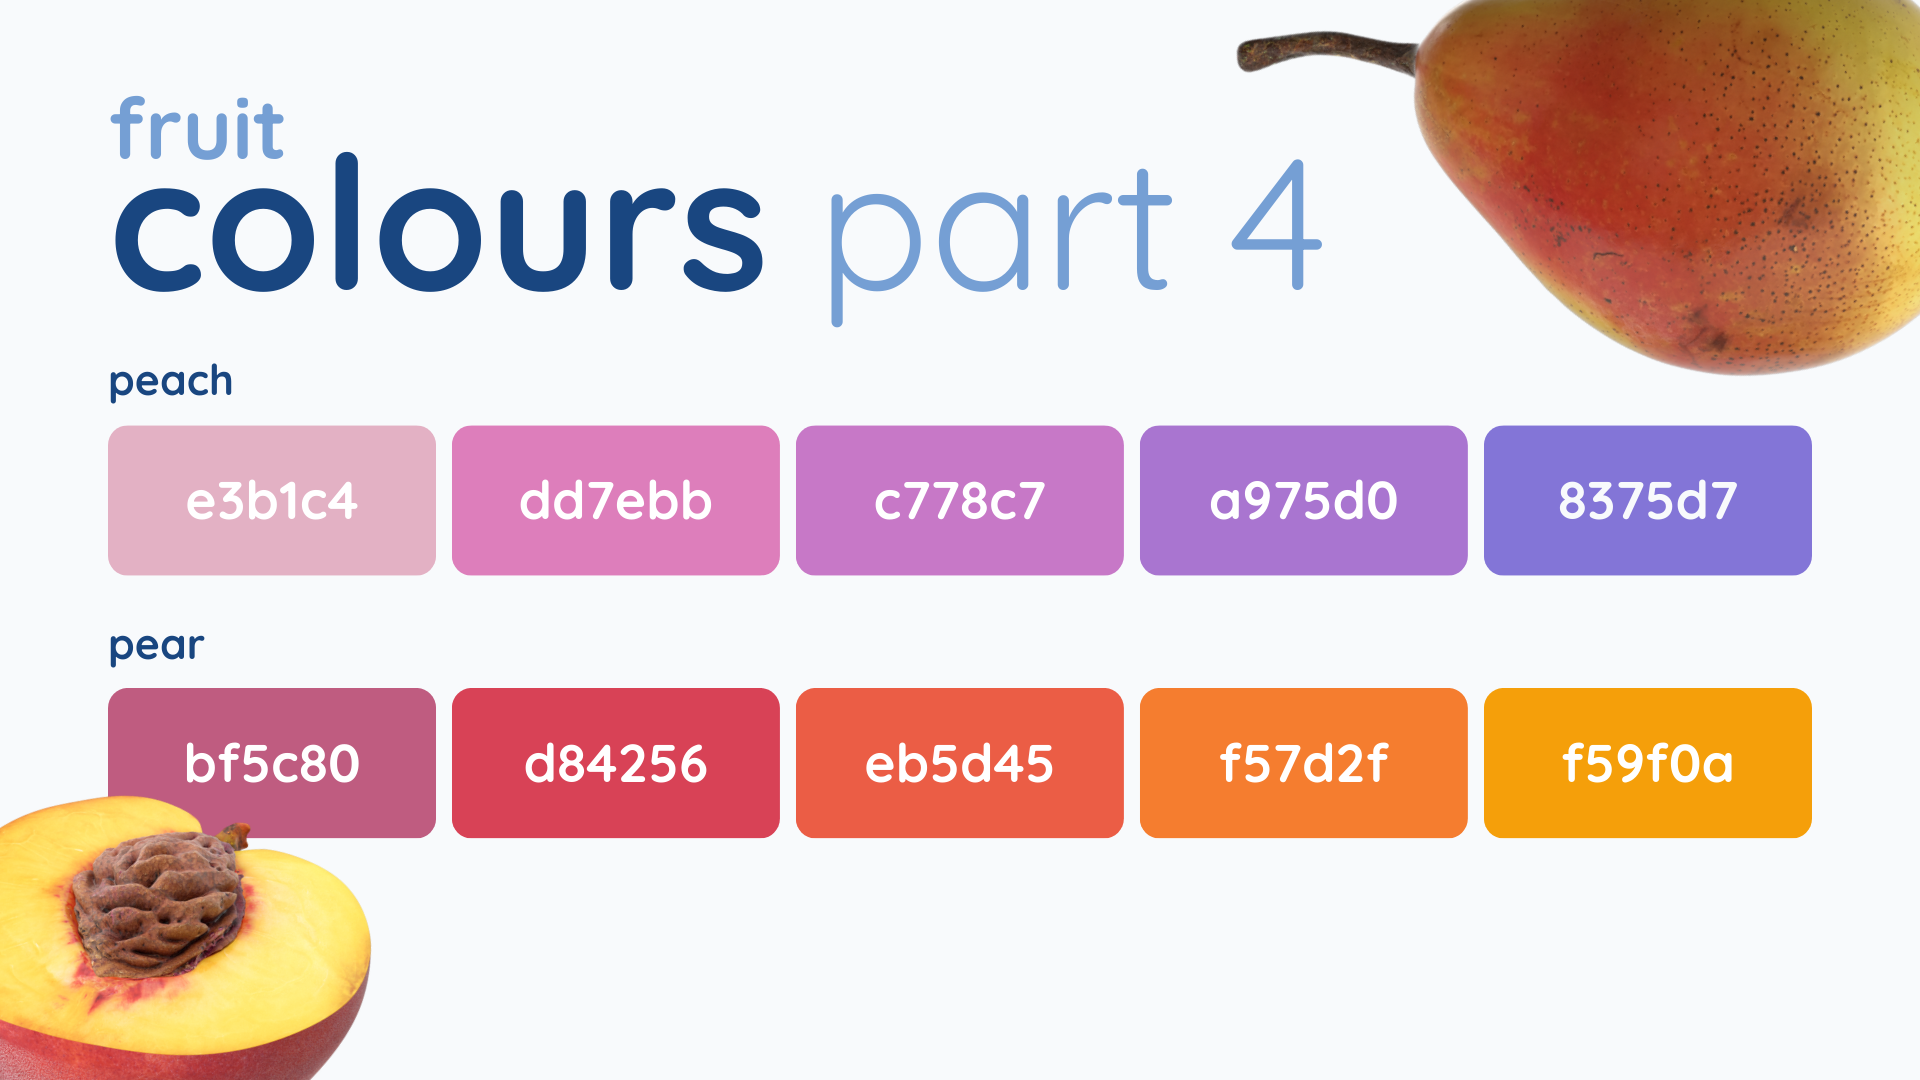 fruit
colours part 4
peach
e3b1c4 dd7ebb c778c7 a975d0 8375d7
pear
bf5c80 d84256 eb5d45 f57d2f f59f0a